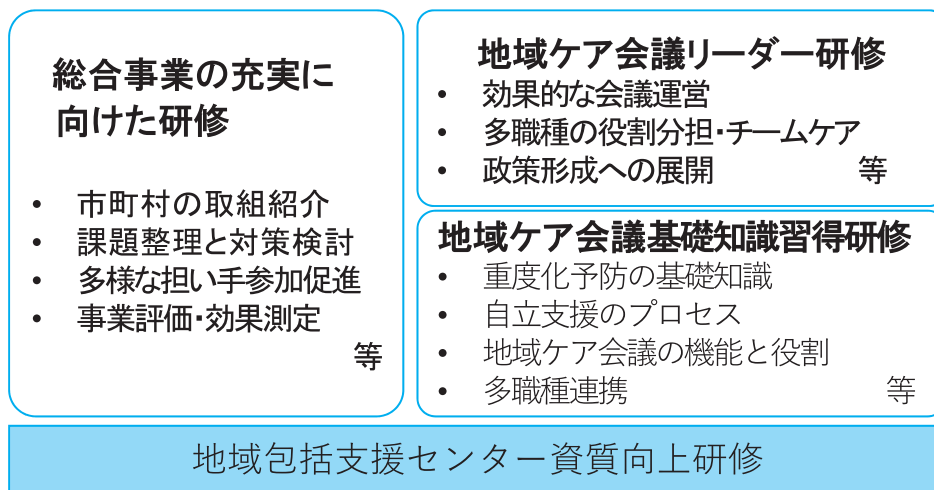 総合事業の充実に
向けた研修
• 市町村の取組紹介
• 課題整理と対策検討
• 多様な担い手参加促進
• 事業評価・効果測定
等
地域ケア会議リーダー研修
• 効果的な会議運営
• 多職種の役割分担・チームケア
• 政策形成への展開 等
地域ケア会議基礎知識習得研修
• 重度化予防の基礎知識
• 自立支援のプロセス
• 地域ケア会議の機能と役割
• 多職種連携 等
地域包括支援センター資質向上研修